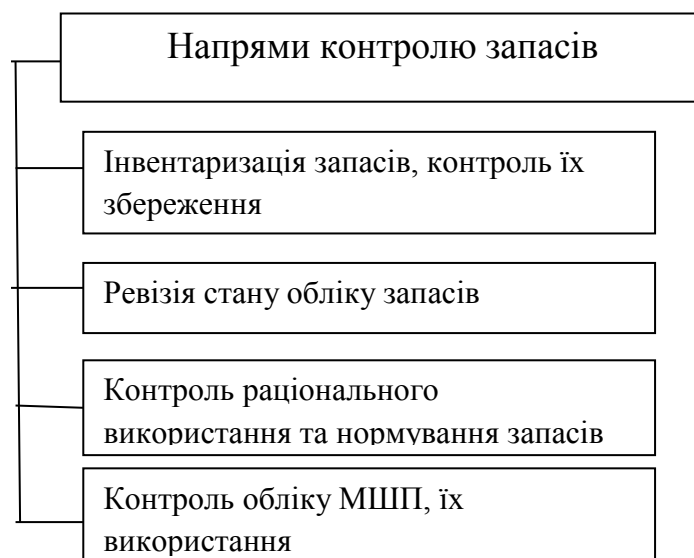 Напрями контролю запасів
Інвентаризація запасів, контроль їх
збереження
Ревізія стану обліку запасів
Контроль раціонального
використання та нормування запасів
Контроль обліку МШП, їх
використання